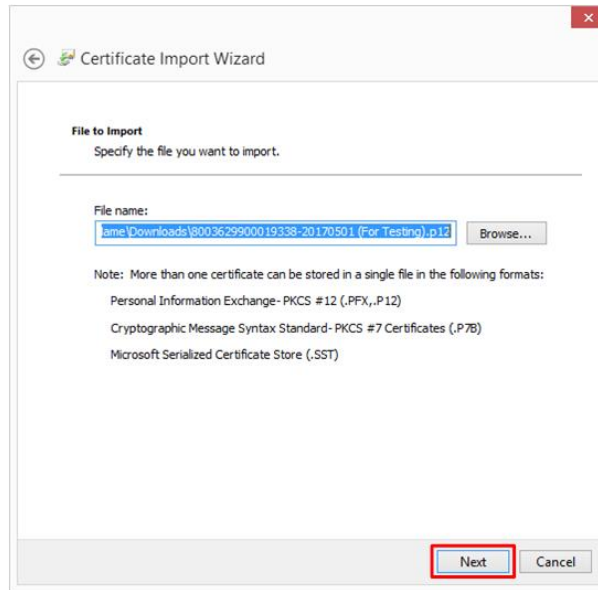 Certificate Import Wizard
File to Import
Specify the file you want to import.
File name:
ame\Downloads\8003629900019338-20170501 (For Testing).p12
Browse...
Note: More than one certificate can be stored in a single file in the following formats:
Personal Information Exchange- PKCS #12 (.PFX,.P12)
Cryptographic Message Syntax Standard- PKCS #7 Certificates (.P7B)
Microsoft Serialized Certificate Store (.SST)
Next
Cancel